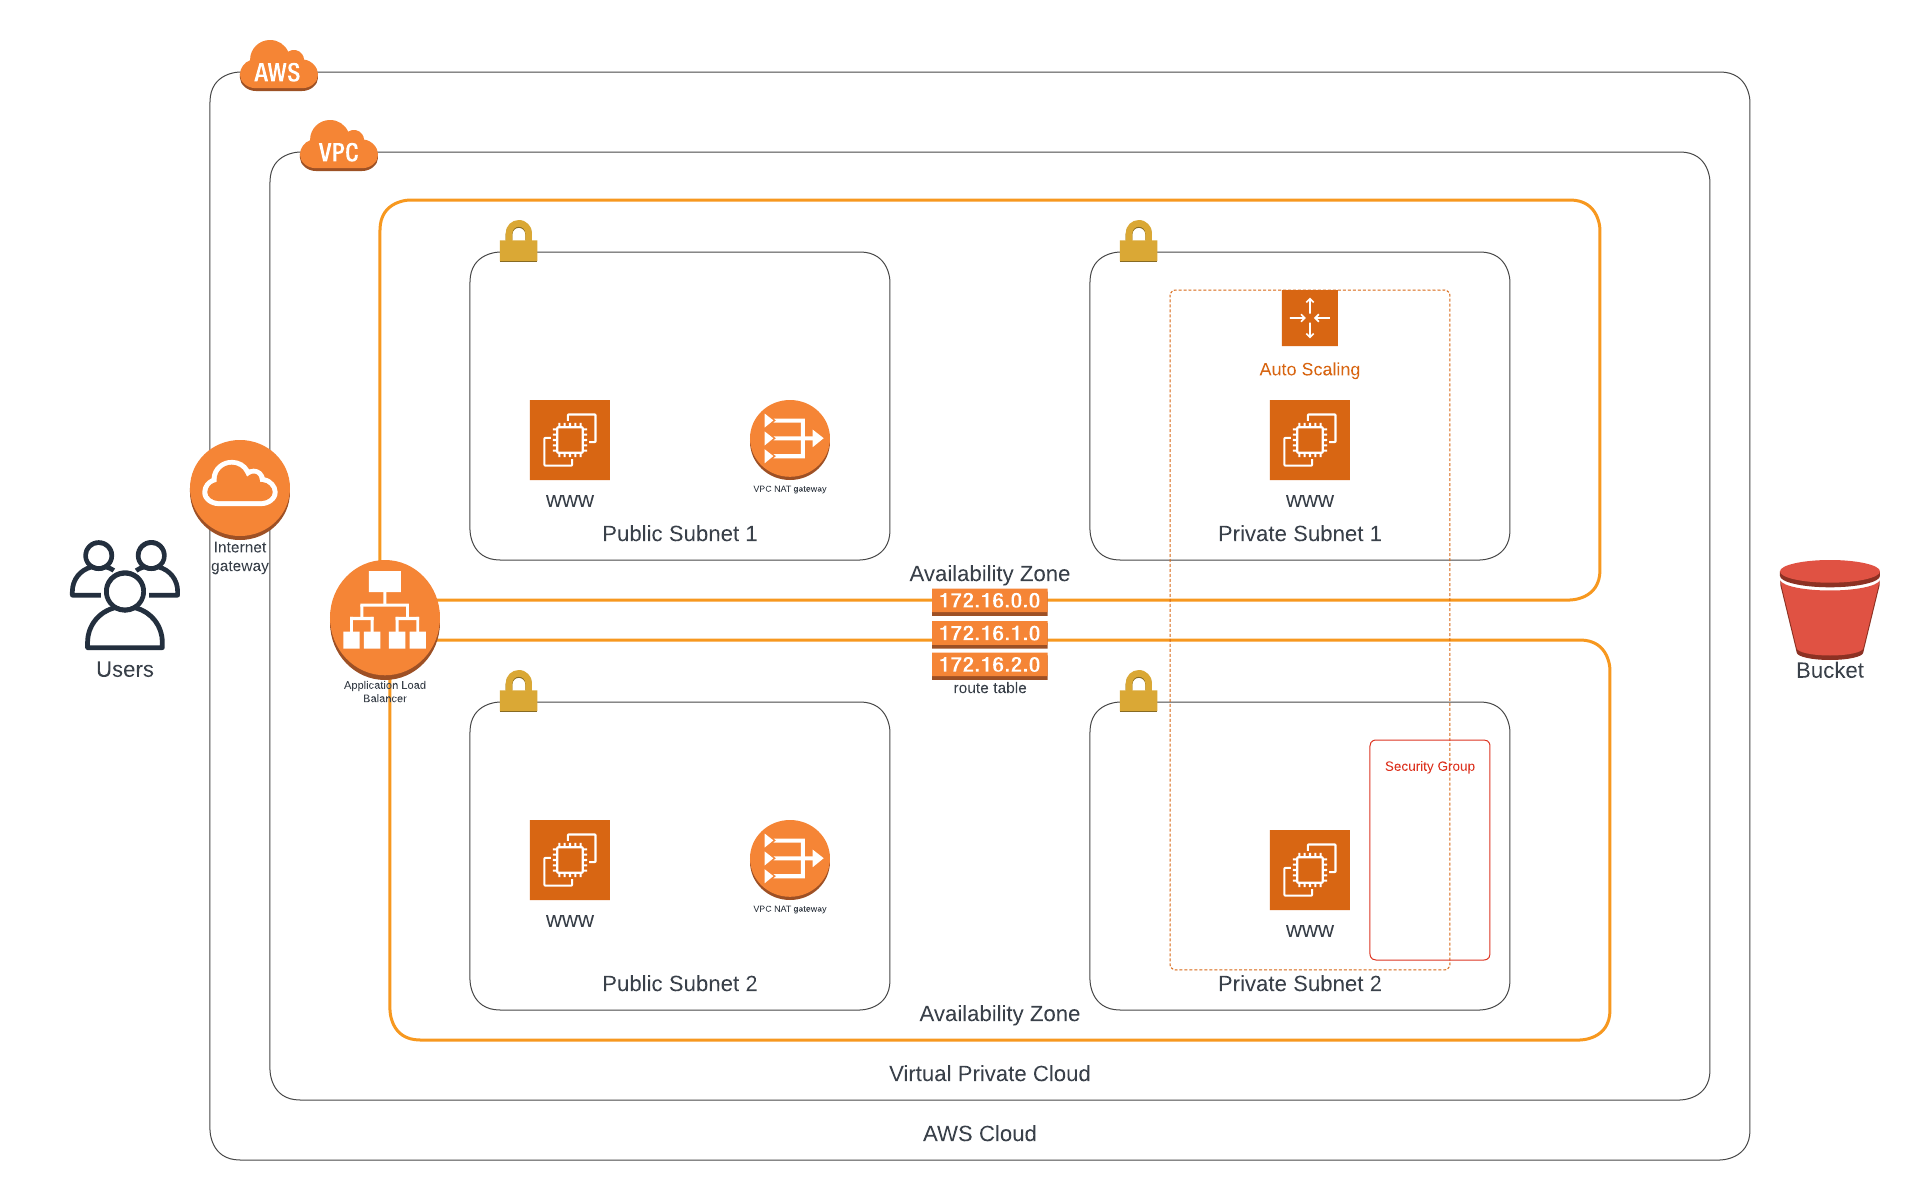 AWS
VPC
Auto Scaling
www
VPC NAT gateway
www
Public Subnet 1
Private Subnet 1
Internet
gateway
Availability Zone
172.16.0.0
172.16.1.0
172.16.2.0
route table
Users
Bucket
Application Load
Balancer
Security Group
www
VPC NAT gateway
www
Public Subnet 2
Private Subnet 2
Availability Zone
Virtual Private Cloud
AWS Cloud